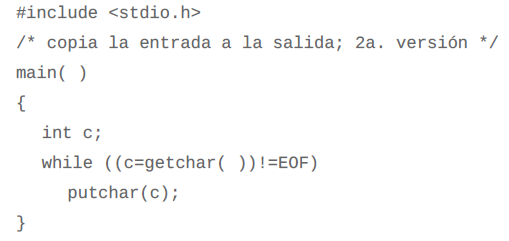 #include <stdio.h>
/* copia la entrada a la salida; 2a. versión */
main( )
{
int c;
while ((c=getchar( ))!=EOF)
putchar(c);
}